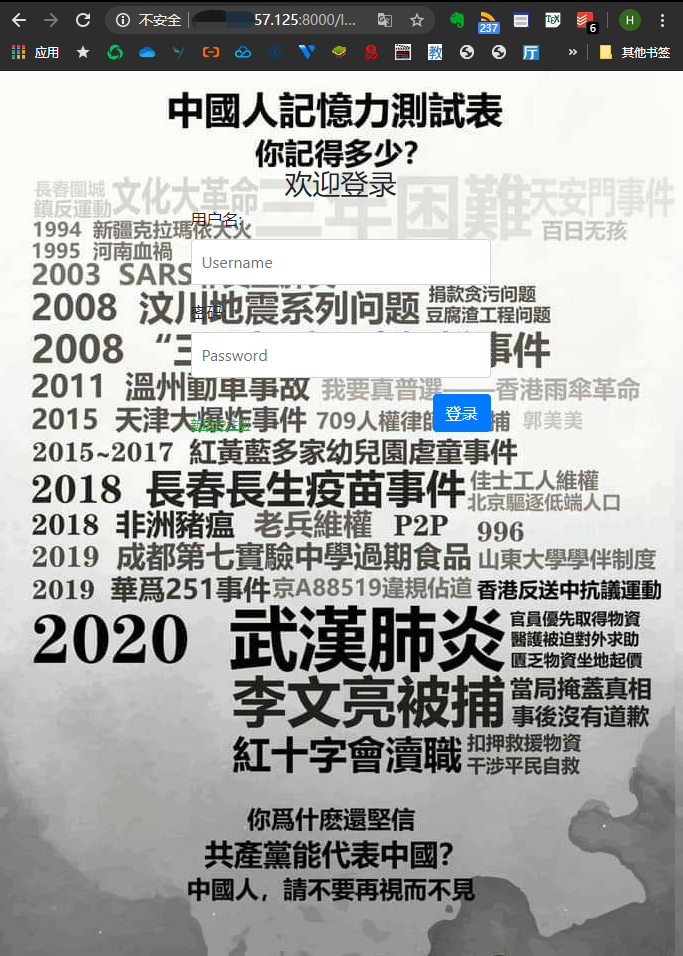 不安全
57.125:8000/l...
237
6
H
应用
其他书签
中國人記憶力測試表
你記得多少?
欢迎登录
長春圍城
鎮反運動
文化大革命
三年困難
天安門事件
百日无孩
用户名:
1994 新疆克拉瑪依大火
1995 河南血禍
Username
2003 SARS
2008 汶川地震系列问题
捐款贪污问题
豆腐渣工程问题
密码
2008 “三
事件
Password
2011 溫州動車事故
我要真普選——香港雨傘革命
登录
2015 天津大爆炸事件
709人權律師
捕
郭美美
2015~2017 紅黃藍多家幼兒園虐童事件
2018 長春長生疫苗事件
佳士工人維權
北京驅逐低端人口
2018 非洲豬瘟 老兵維權 P2P 996
2019 成都第七實驗中學過期食品 山東大學學伴制度
2019 華爲251事件 京A88519違規佔道 香港反送中抗議運動
2020 武漢肺炎
官員優先取得物資
醫護被迫對外求助
匱乏物資坐地起價
李文亮被捕
當局掩蓋真相
事後沒有道歉
紅十字會瀆職
扣押救援物資
干涉平民自救
你爲什麽還堅信
共產黨能代表中國?
中國人，請不要再視而不見